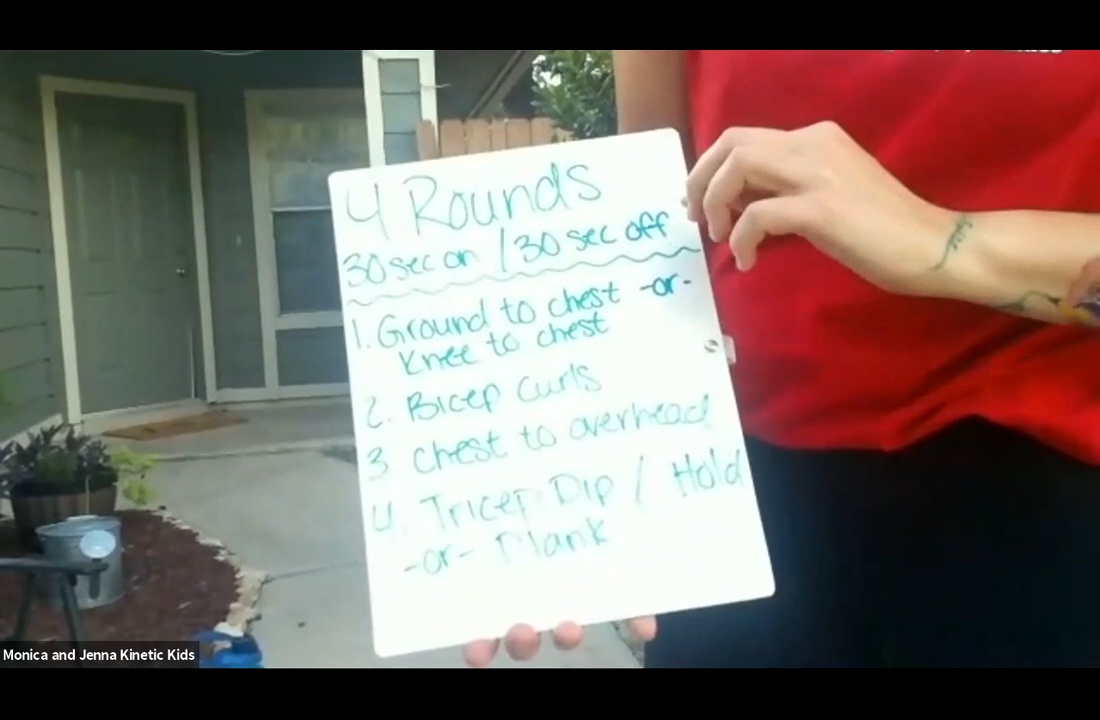 4 Rounds
30 sec on / 30 sec off
1. Ground to chest -or-
Knee to chest
2. Bicep Curls
3 Chest to overhead
4. Tricep Dip / Hold
-or- Plank
Monica and Jenna Kinetic Kids